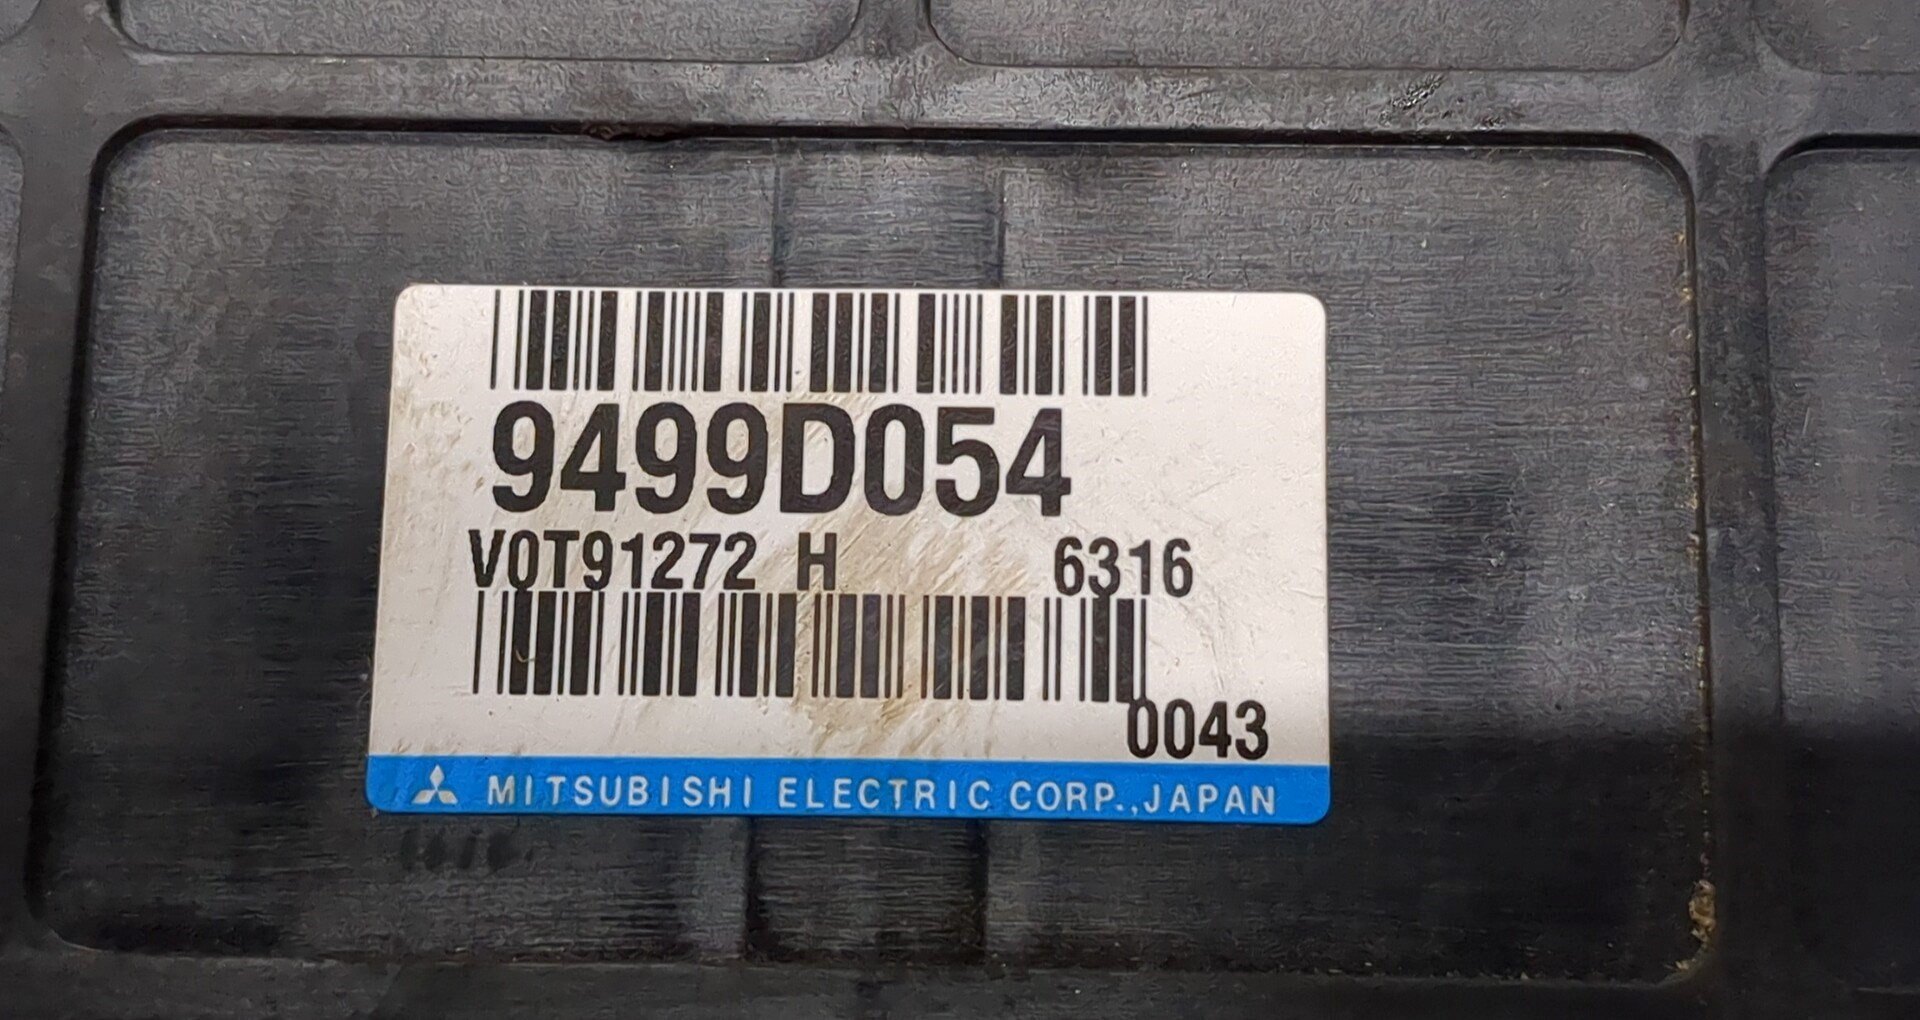 9499D054
V0T91272 H 6316
0043
MITSUBISHI ELECTRIC CORP.,JAPAN